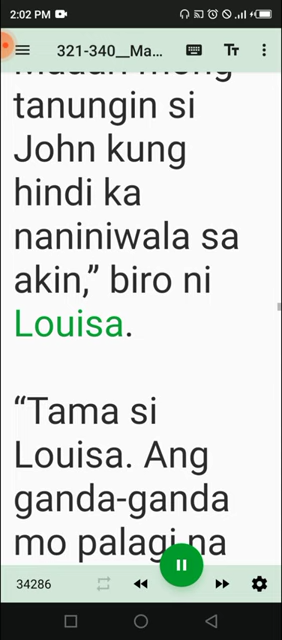 2:02 PM
321-340__Ma...
tanungin si
John kung
hindi ka
naniniwala sa
akin,” biro ni
Louisa.
“Tama si
Louisa. Ang
ganda-ganda
mo palagi na
34286